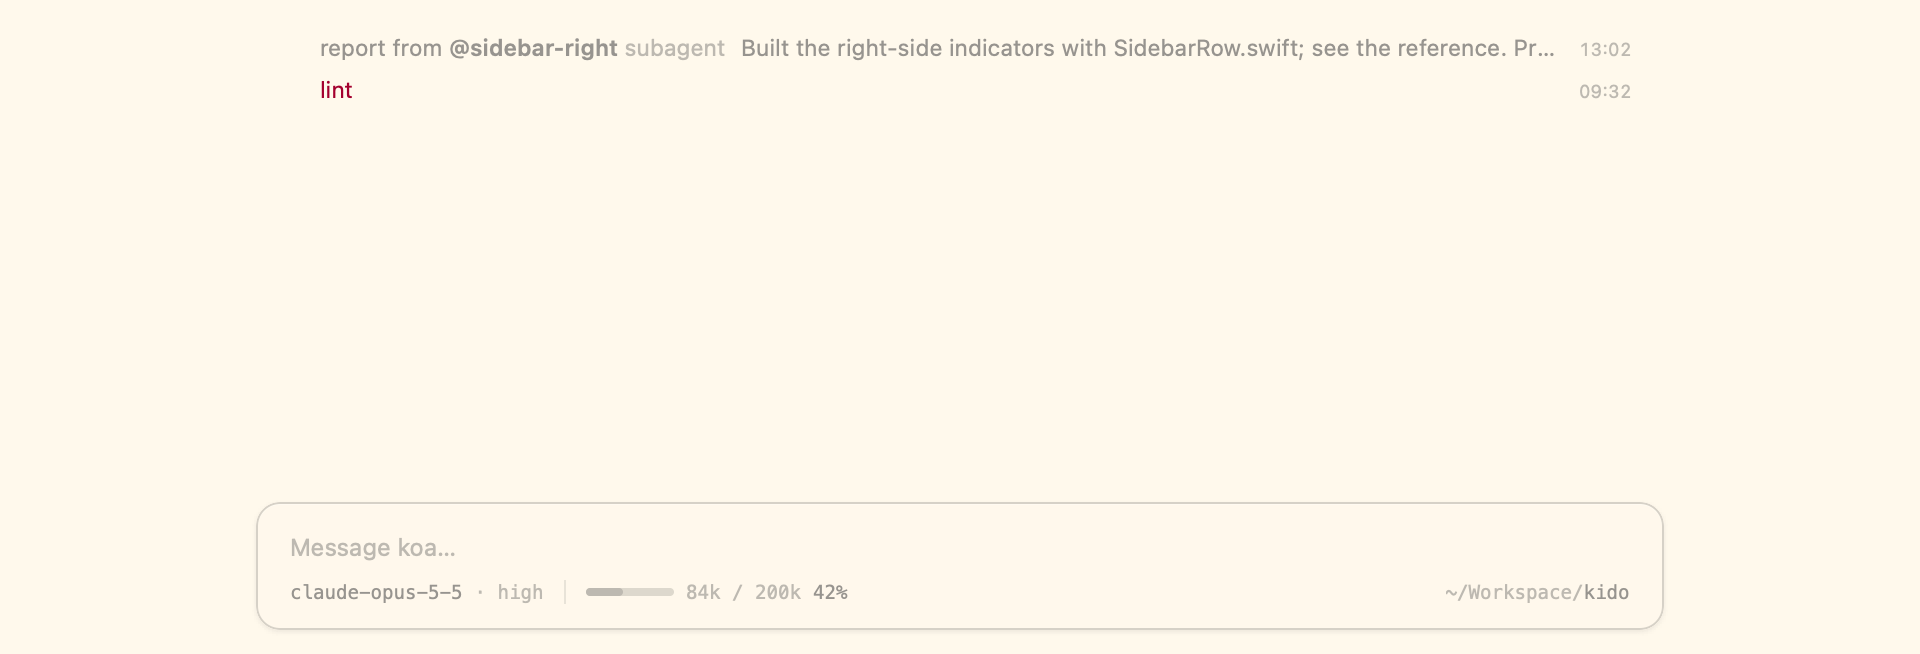 report from @sidebar-right subagent Built the right-side indicators with SidebarRow.swift; see the reference. Pr... 13:02
lint 09:32
Message koa...
claude-opus-5-5 · high 84k / 200k 42% ~/Workspace/kido